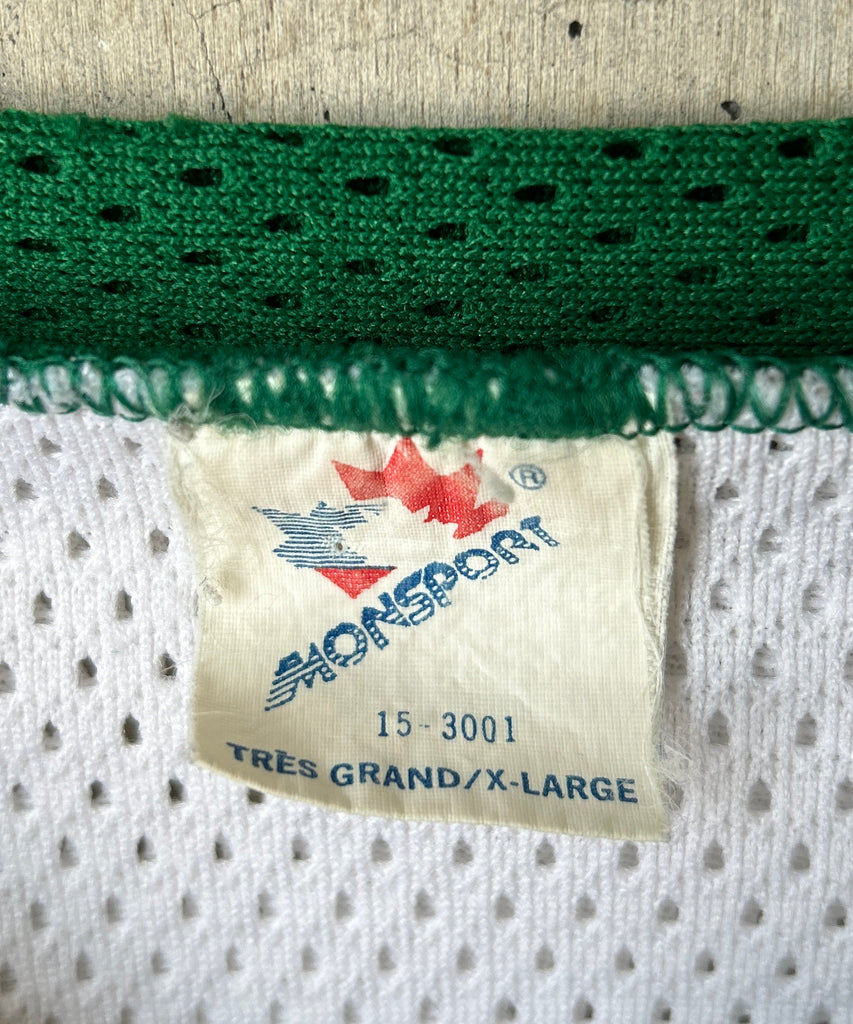 ®
MONSPORT
15-3001
TRÈS GRAND/X-LARGE